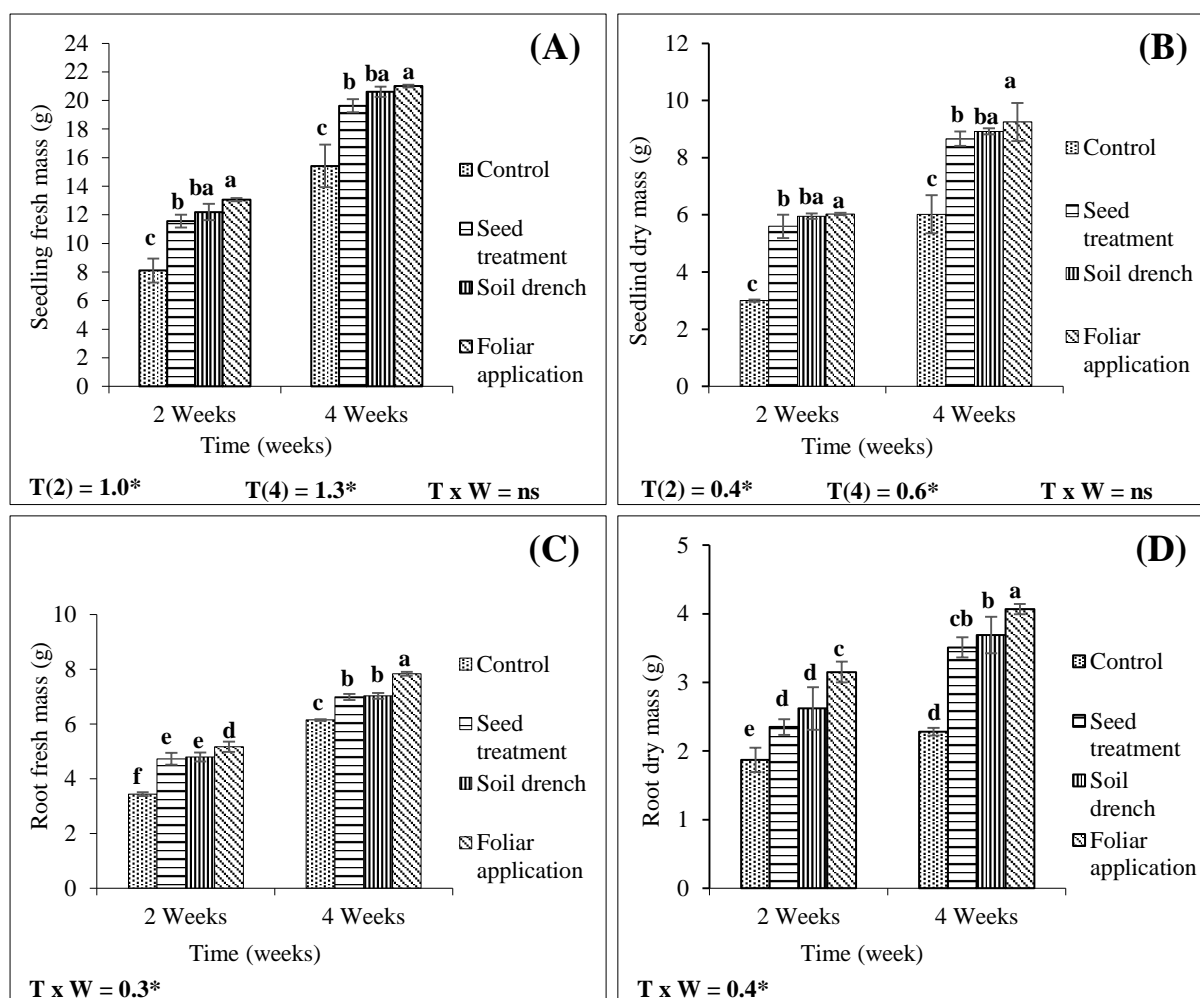 (A)
24
22
20
18
16
14
12
10
8
6
4
2
0
Seedling fresh mass (g)
c
b
ba
a
c
b
ba
a
2 Weeks
4 Weeks
Time (weeks)
Control
Seed
treatment
Soil drench
Foliar
application
T(2) = 1.0*
T(4) = 1.3*
T x W = ns
(B)
12
10
8
6
4
2
0
Seedlind dry mass (g)
c
b
ba
a
c
b
ba
a
2 Weeks
4 Weeks
Time (weeks)
Control
Seed
treatment
Soil drench
Foliar
application
T(2) = 0.4*
T(4) = 0.6*
T x W = ns
(C)
10
8
6
4
2
0
Root fresh mass (g)
f
e
e
d
c
b
b
a
2 Weeks
4 Weeks
Time (weeks)
Control
Seed
treatment
Soil drench
Foliar
application
T x W = 0.3*
(D)
5
4
3
2
1
0
Root dry mass (g)
e
d
d
c
d
cb
b
a
2 Weeks
4 Weeks
Time (week)
Control
Seed
treatment
Soil
drench
Foliar
application
T x W = 0.4*